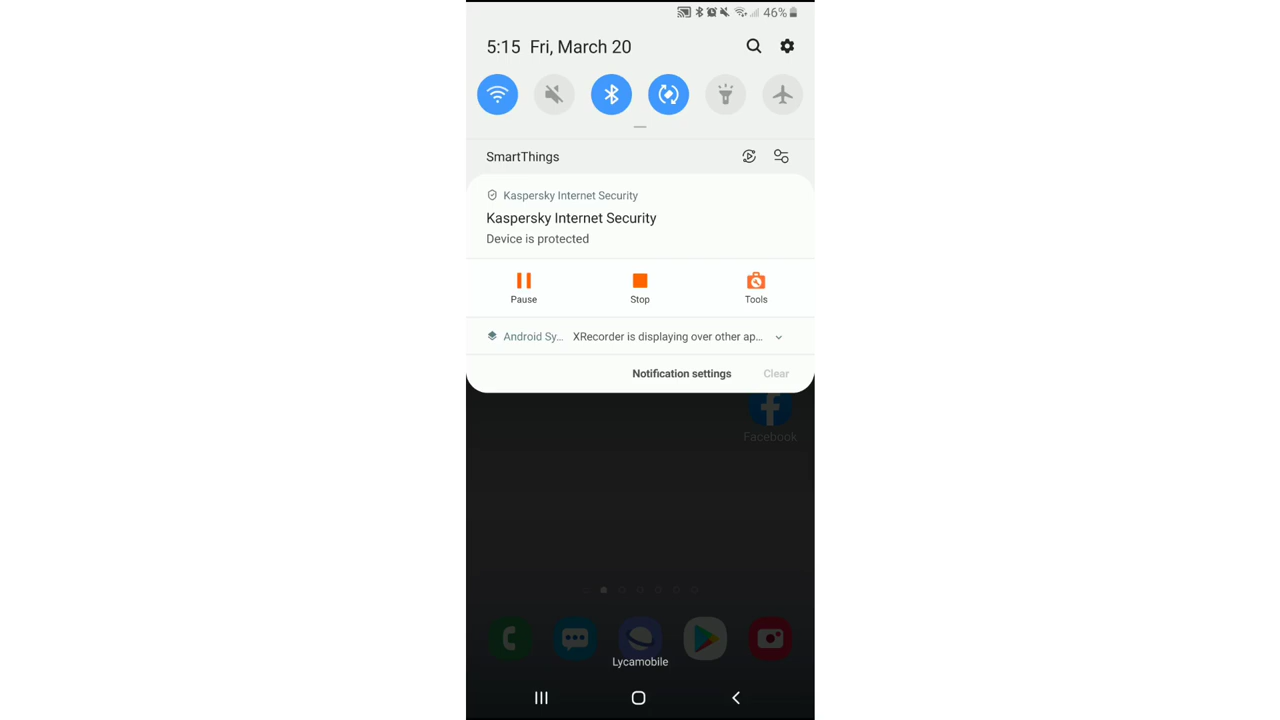 46%
5:15 Fri, March 20
SmartThings
Kaspersky Internet Security
Kaspersky Internet Security
Device is protected
Pause Stop Tools
Android Sy... XRecorder is displaying over other ap...
Notification settings Clear
Facebook
Lycamobile